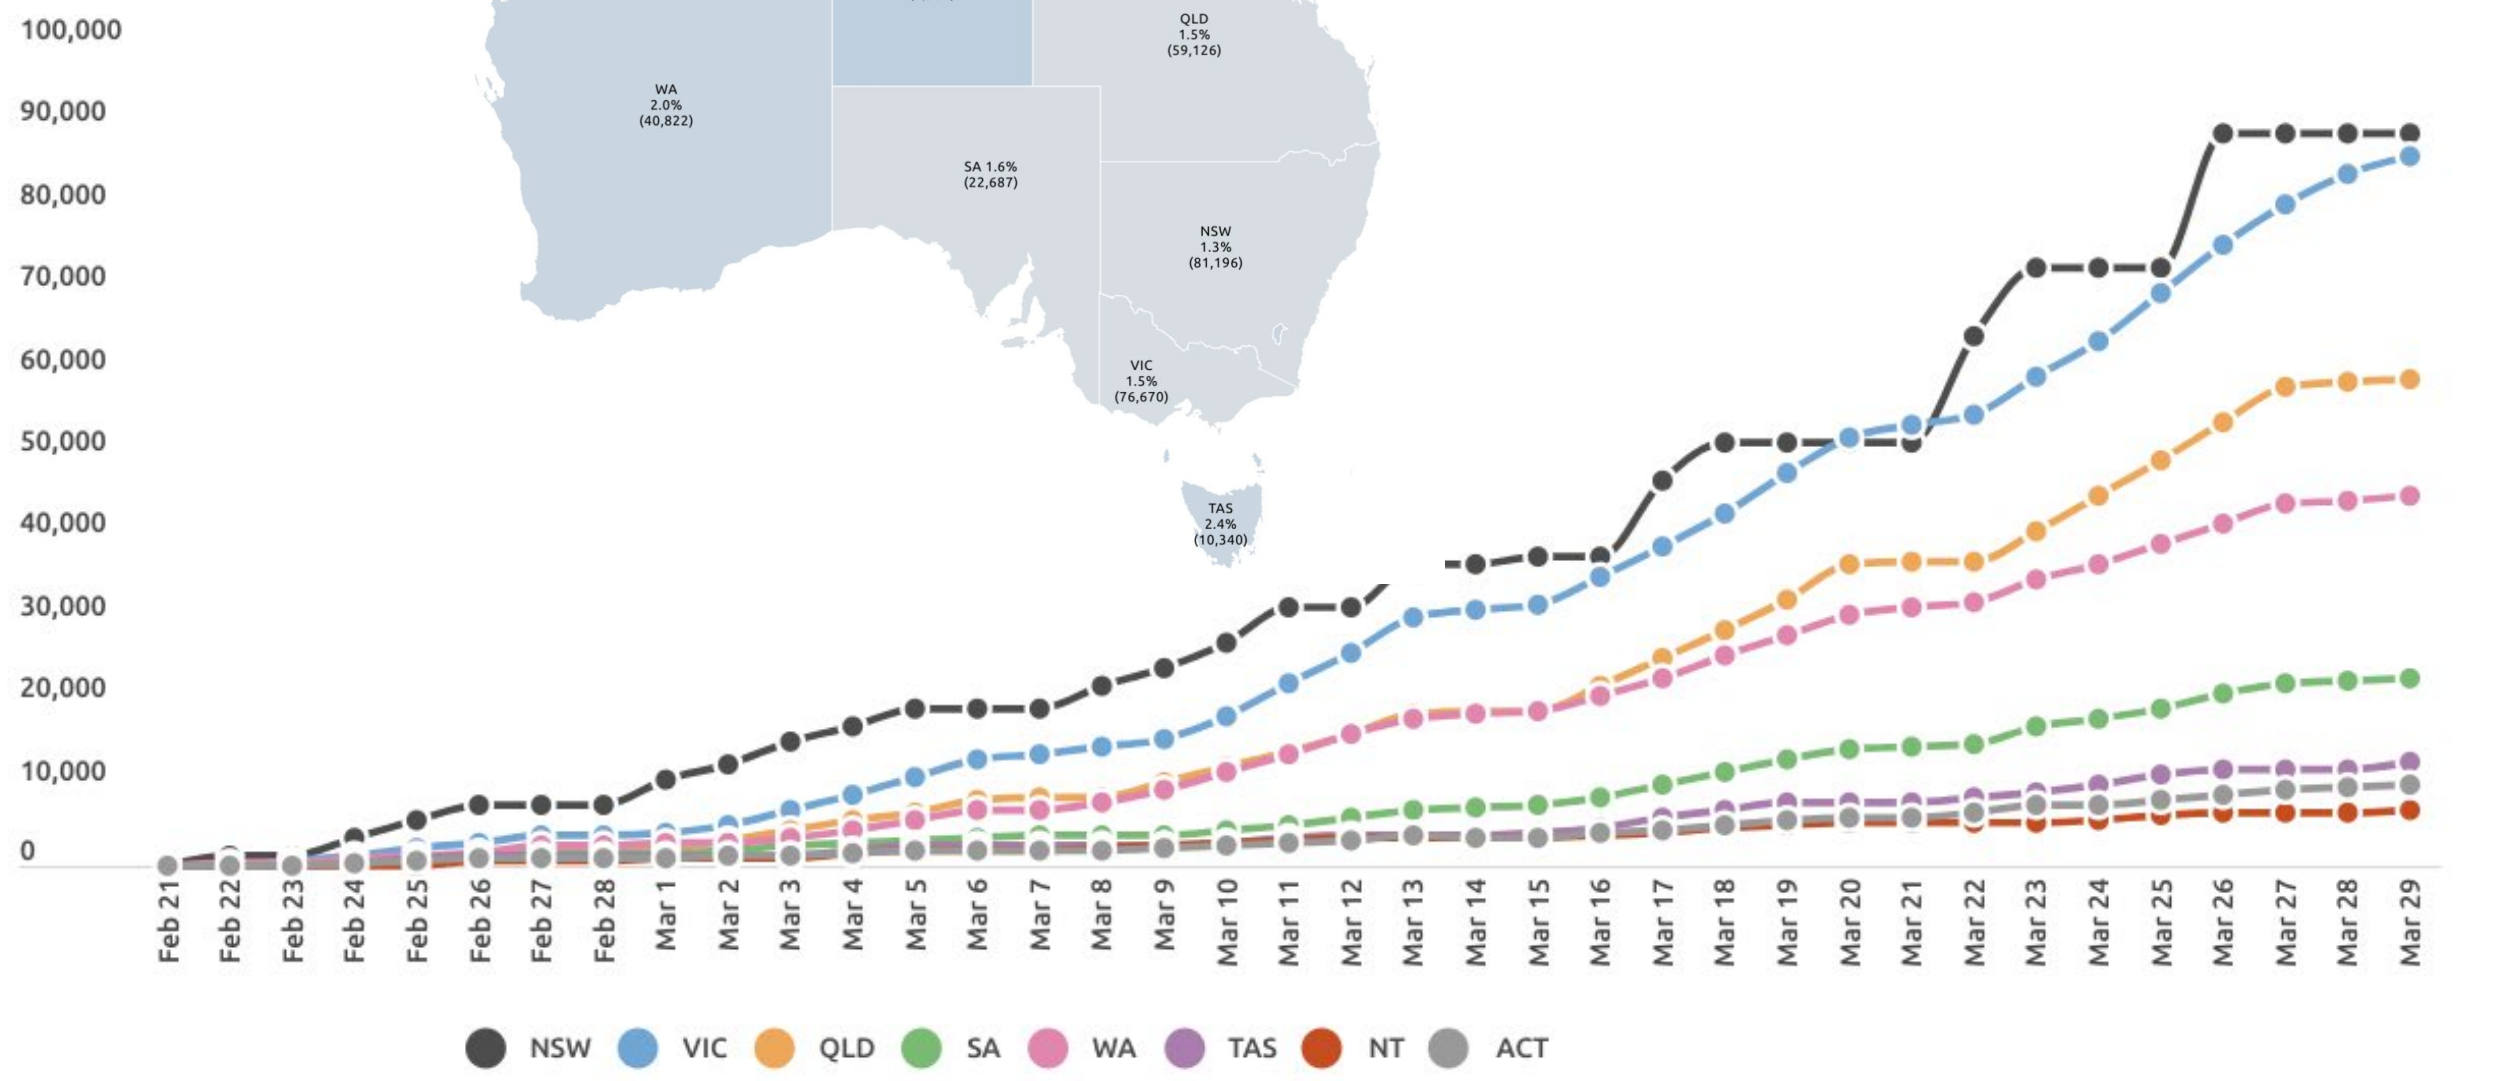 100,000
90,000
80,000
70,000
60,000
50,000
40,000
30,000
20,000
10,000
0
QLD
1.5%
(59,126)
WA
2.0%
(40,822)
SA 1.6%
(22,687)
NSW
1.3%
(81,196)
VIC
1.5%
(76,670)
TAS
2.4%
(10,340)
Feb 21
Feb 22
Feb 23
Feb 24
Feb 25
Feb 26
Feb 27
Feb 28
Mar 1
Mar 2
Mar 3
Mar 4
Mar 5
Mar 6
Mar 7
Mar 8
Mar 9
Mar 10
Mar 11
Mar 12
Mar 13
Mar 14
Mar 15
Mar 16
Mar 17
Mar 18
Mar 19
Mar 20
Mar 21
Mar 22
Mar 23
Mar 24
Mar 25
Mar 26
Mar 27
Mar 28
Mar 29
NSW VIC QLD SA WA TAS NT ACT